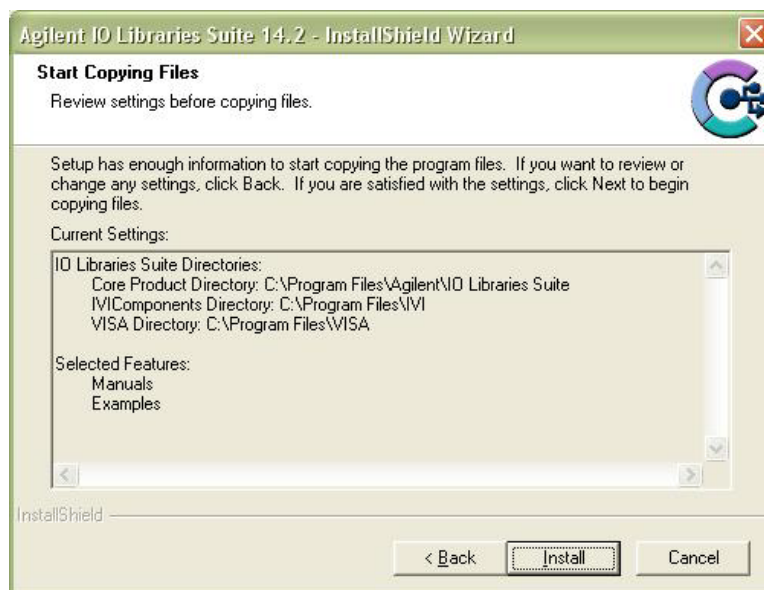 Agilent IO Libraries Suite 14.2 - InstallShield Wizard
Start Copying Files
Review settings before copying files.
Setup has enough information to start copying the program files. If you want to review or
change any settings, click Back. If you are satisfied with the settings, click Next to begin
copying files.
Current Settings:
IO Libraries Suite Directories:
Core Product Directory: C:\Program Files\Agilent\IO Libraries Suite
IVIComponents Directory: C:\Program Files\IVI
VISA Directory: C:\Program Files\VISA
Selected Features:
Manuals
Examples
InstallShield
< Back Install Cancel